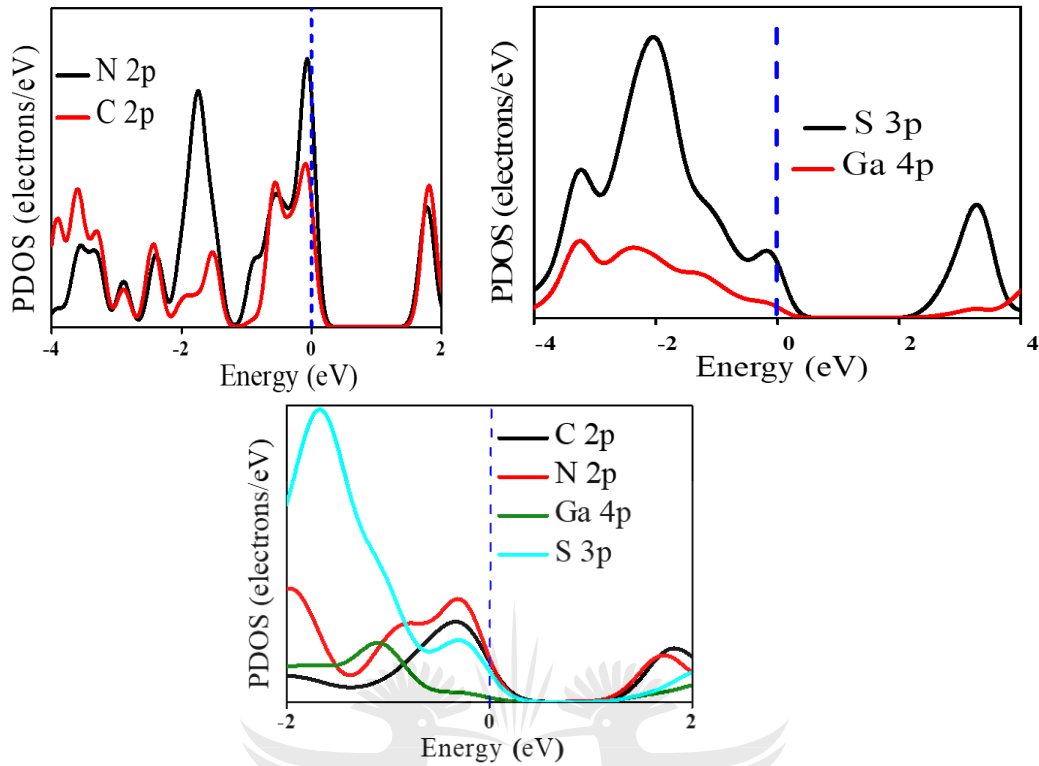 PDOS (electrons/eV)
N 2p
C 2p
-4
-2
0
2
Energy (eV)
PDOS (electrons/eV)
S 3p
Ga 4p
-4
-2
0
2
4
Energy (eV)
PDOS (electrons/eV)
C 2p
N 2p
Ga 4p
S 3p
-2
0
2
Energy (eV)